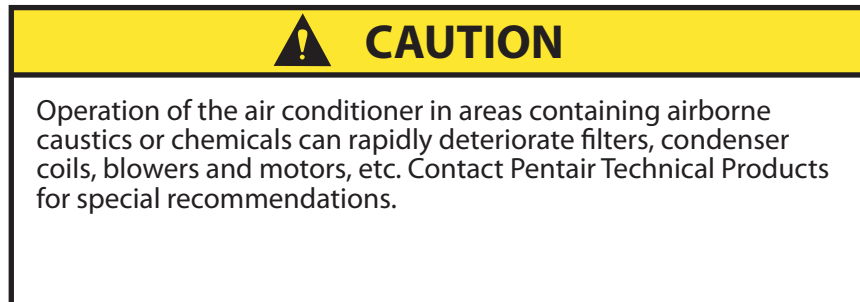 CAUTION
Operation of the air conditioner in areas containing airborne
caustics or chemicals can rapidly deteriorate filters, condenser
coils, blowers and motors, etc. Contact Pentair Technical Products
for special recommendations.